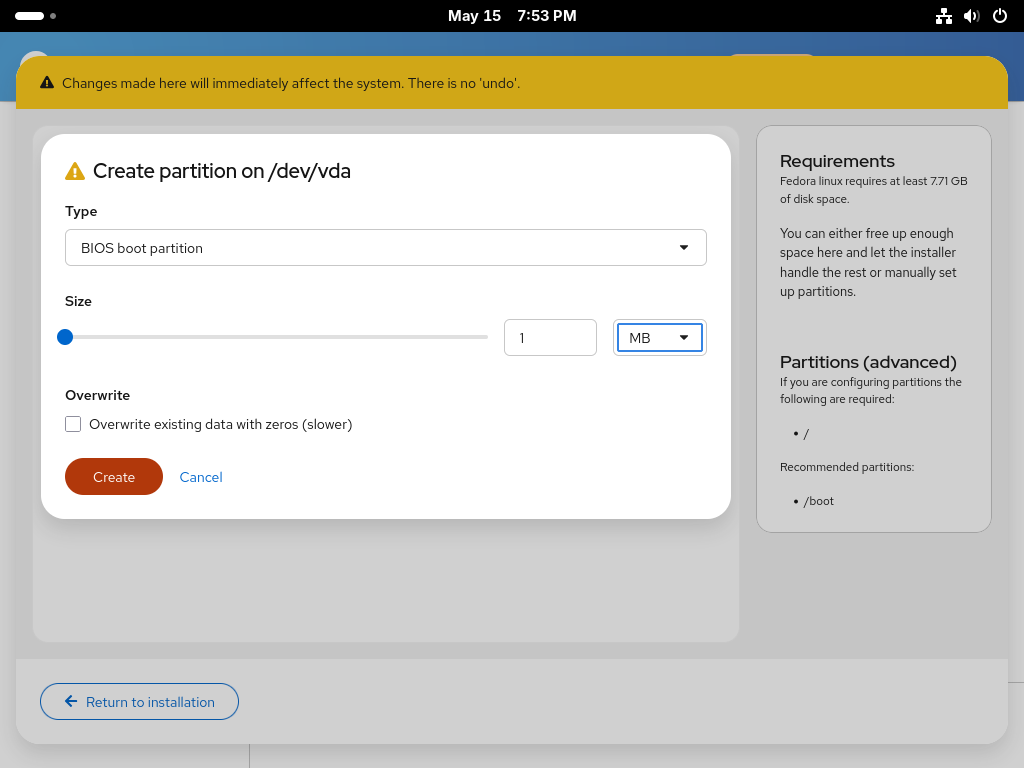 May 15 7:53 PM
Changes made here will immediately affect the system. There is no 'undo'.
Create partition on /dev/vda
Type
BIOS boot partition
Size
1
MB
Overwrite
Overwrite existing data with zeros (slower)
Create
Cancel
Requirements
Fedora linux requires at least 7.71 GB
of disk space.
You can either free up enough
space here and let the installer
handle the rest or manually set
up partitions.
Partitions (advanced)
If you are configuring partitions the
following are required:
• /
Recommended partitions:
• /boot
Return to installation